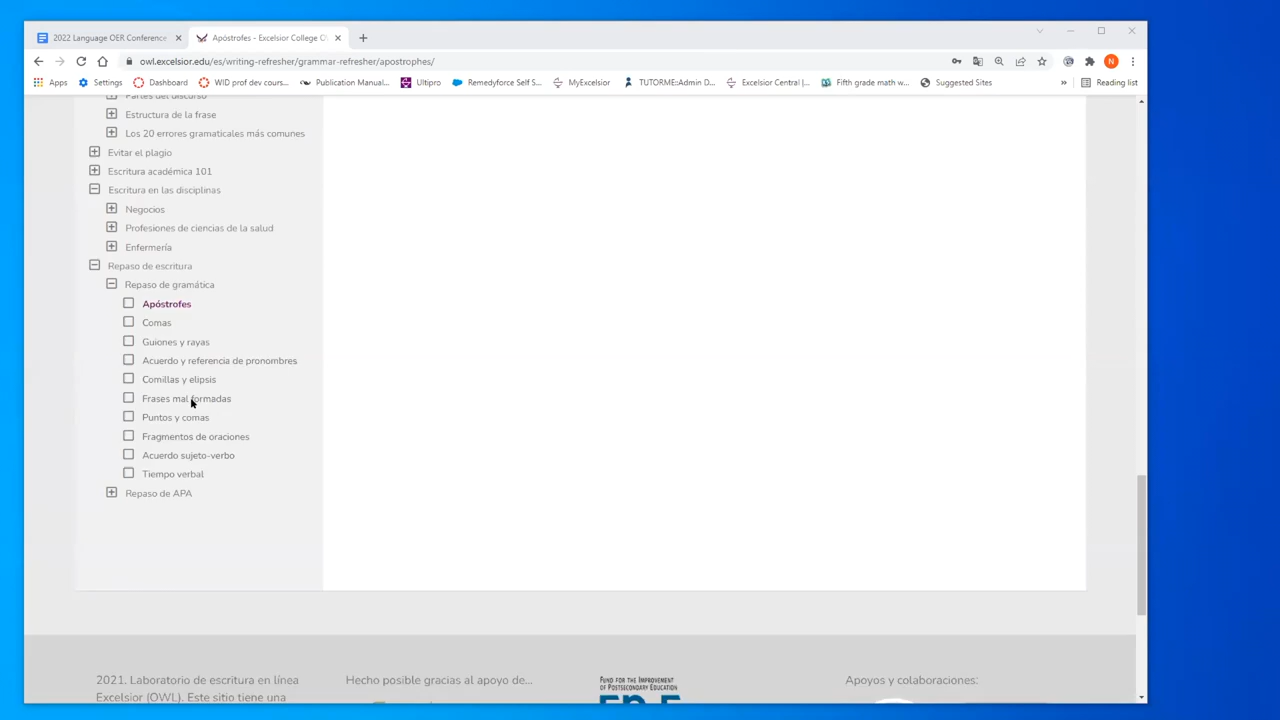 2022 Language OER Conference
Apóstrofes - Excelsior College O
owl.excelsior.edu/es/writing-refresher/grammar-refresher/apostrophes/
N
Apps
Settings
Dashboard
WID prof dev cours...
Publication Manual...
Ultipro
Remedyforce Self S...
MyExcelsior
TUTORME:Admin D...
Excelsior Central |...
Fifth grade math w...
Suggested Sites
»
Reading list
Partes del discurso
Estructura de la frase
Los 20 errores gramaticales más comunes
Evitar el plagio
Escritura académica 101
Escritura en las disciplinas
Negocios
Profesiones de ciencias de la salud
Enfermería
Repaso de escritura
Repaso de gramática
Apóstrofes
Comas
Guiones y rayas
Acuerdo y referencia de pronombres
Comillas y elipsis
Frases mal formadas
Puntos y comas
Fragmentos de oraciones
Acuerdo sujeto-verbo
Tiempo verbal
Repaso de APA
2021. Laboratorio de escritura en línea
Excelsior (OWL). Este sitio tiene una
Hecho posible gracias al apoyo de...
FUND FOR THE IMPROVEMENT
OF POSTSECONDARY EDUCATION
Apoyos y colaboraciones: